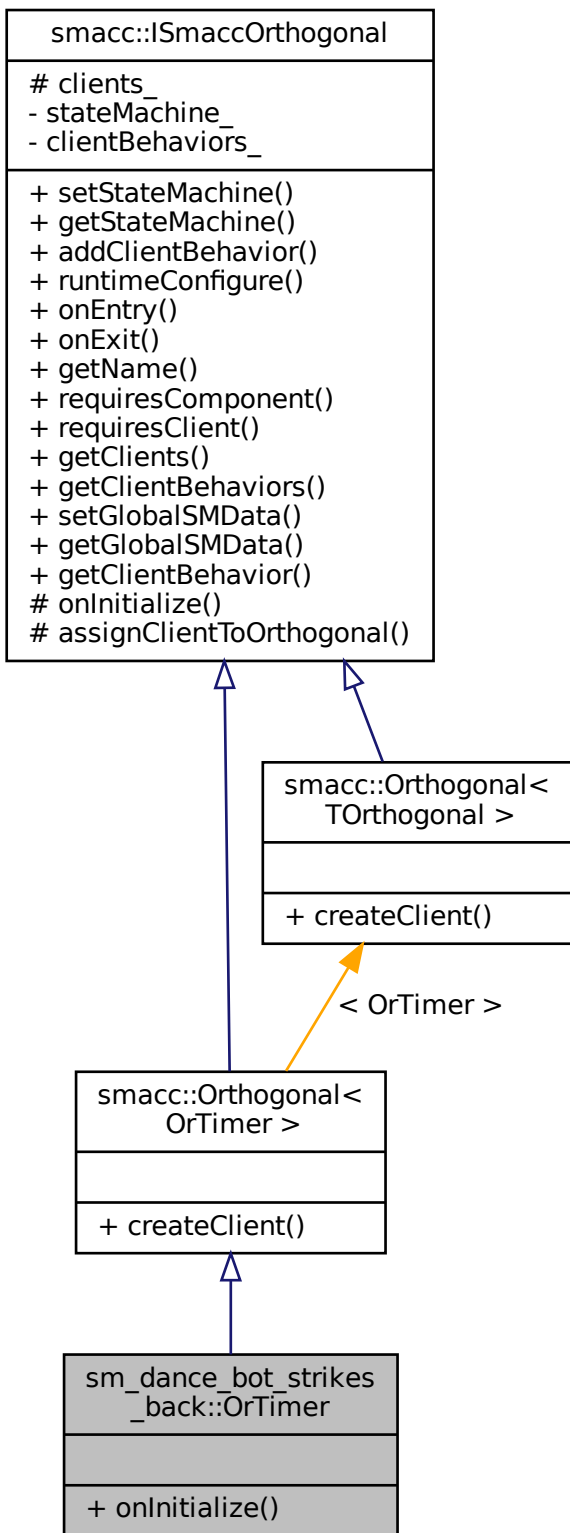 smacc::ISmaccOrthogonal
# clients_
- stateMachine_
- clientBehaviors_
+ setStateMachine()
+ getStateMachine()
+ addClientBehavior()
+ runtimeConfigure()
+ onEntry()
+ onExit()
+ getName()
+ requiresComponent()
+ requiresClient()
+ getClients()
+ getClientBehaviors()
+ setGlobalSMData()
+ getGlobalSMData()
+ getClientBehavior()
# onInitialize()
# assignClientToOrthogonal()
smacc::Orthogonal<
TOrthogonal >
+ createClient()
< OrTimer >
smacc::Orthogonal<
OrTimer >
+ createClient()
sm_dance_bot_strikes
_back::OrTimer
+ onInitialize()